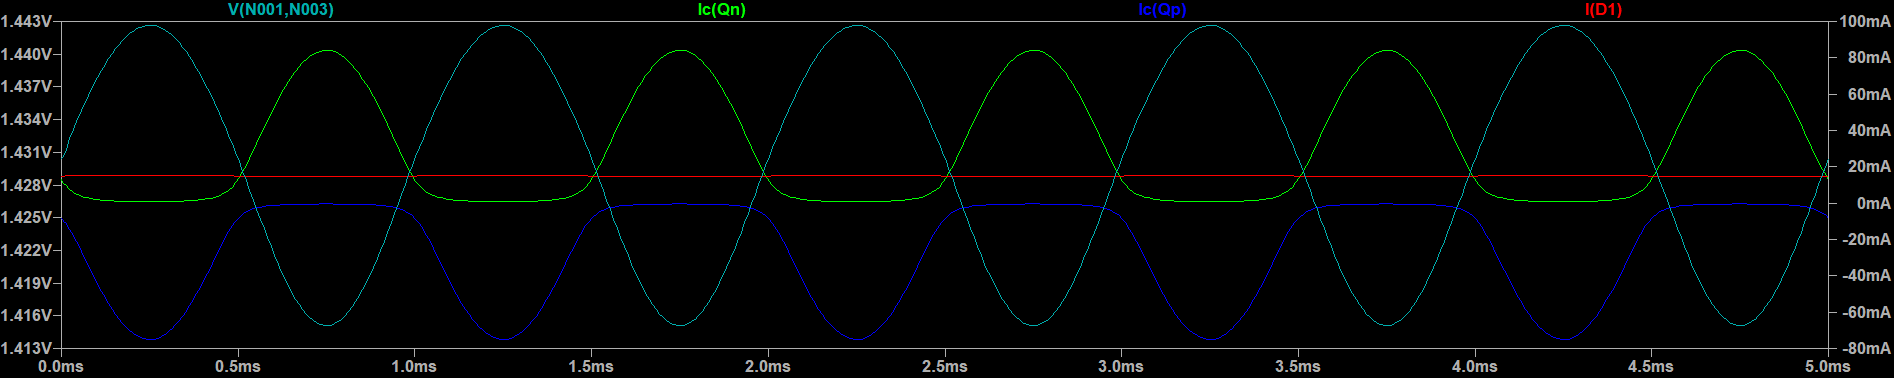 V(N001,N003) Ic(Qn) Ic(Qp) I(D1)
1.443V 100mA
1.440V 80mA
1.437V 60mA
1.434V 40mA
1.431V 20mA
1.428V 0mA
1.425V -20mA
1.422V -40mA
1.419V -60mA
1.416V -80mA
1.413V
0.0ms 0.5ms 1.0ms 1.5ms 2.0ms 2.5ms 3.0ms 3.5ms 4.0ms 4.5ms 5.0ms